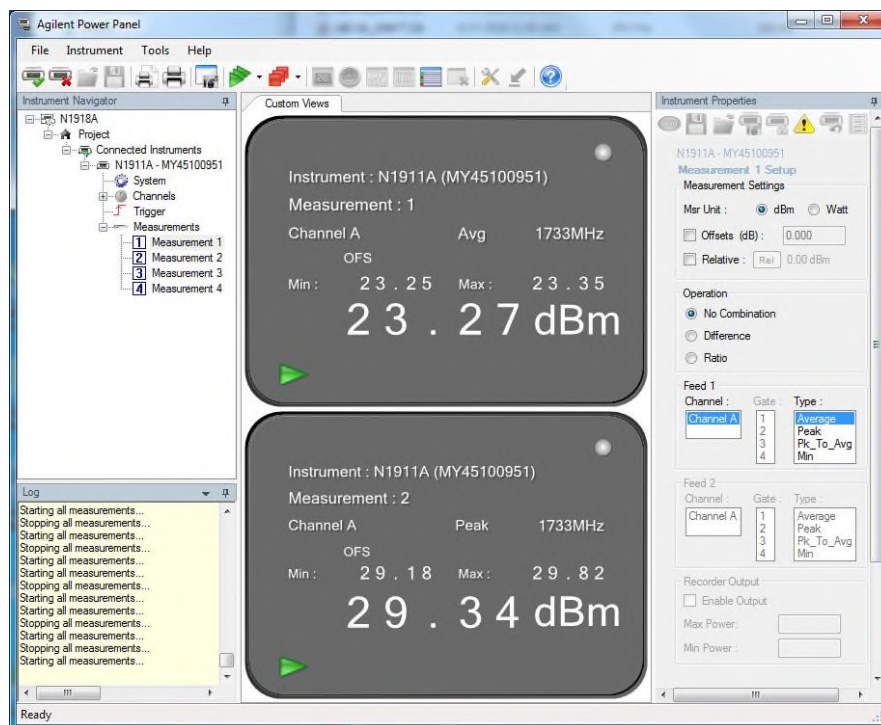 Agilent Power Panel
File Instrument Tools Help
Instrument Navigator
N1918A
Project
Connected Instruments
N1911A - MY45100951
System
Channels
Trigger
Measurements
1 Measurement 1
2 Measurement 2
3 Measurement 3
4 Measurement 4
Log
Starting all measurements...
Stopping all measurements...
Starting all measurements...
Stopping all measurements...
Starting all measurements...
Stopping all measurements...
Starting all measurements...
Stopping all measurements...
Starting all measurements...
Stopping all measurements...
Starting all measurements...
Stopping all measurements...
Starting all measurements...
Ready
Custom Views
Instrument : N1911A (MY45100951)
Measurement : 1
Channel A Avg 1733MHz
OFS
Min : 23.25 Max : 23.35
23.27 dBm
Instrument : N1911A (MY45100951)
Measurement : 2
Channel A Peak 1733MHz
OFS
Min : 29.18 Max : 29.82
29.34 dBm
Instrument Properties
N1911A - MY45100951
Measurement 1 Setup
Measurement Settings
Msr Unit : dBm Watt
Offsets (dB) : 0.000
Relative : Rel 0.00 dBm
Operation
No Combination
Difference
Ratio
Feed 1
Channel : Gate : Type :
Channel A 1 Average
2 Peak
3 Pk_To_Avg
4 Min
Feed 2
Channel : Gate : Type :
Channel A 1 Average
2 Peak
3 Pk_To_Avg
4 Min
Recorder Output
Enable Output
Max Power:
Min Power :